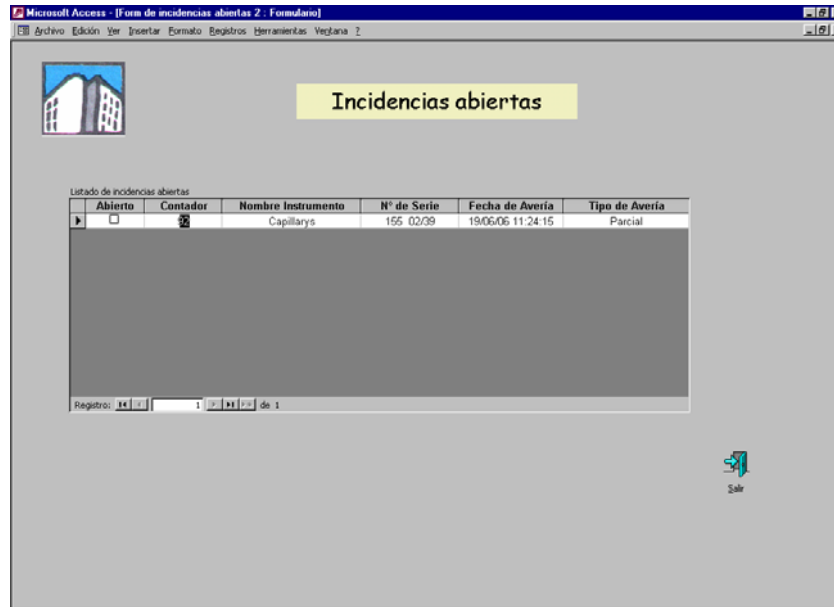 Microsoft Access - [Form de incidencias abiertas 2 : Formulario]
Archivo Edición Ver Insertar Formato Registros Herramientas Ventana ?
Incidencias abiertas
Listado de incidencias abiertas
Abierto Contador Nombre Instrumento Nº de Serie Fecha de Avería Tipo de Avería
Capillarys 155 02/39 19/06/06 11:24:15 Parcial
Registro: 1 de 1
Salir